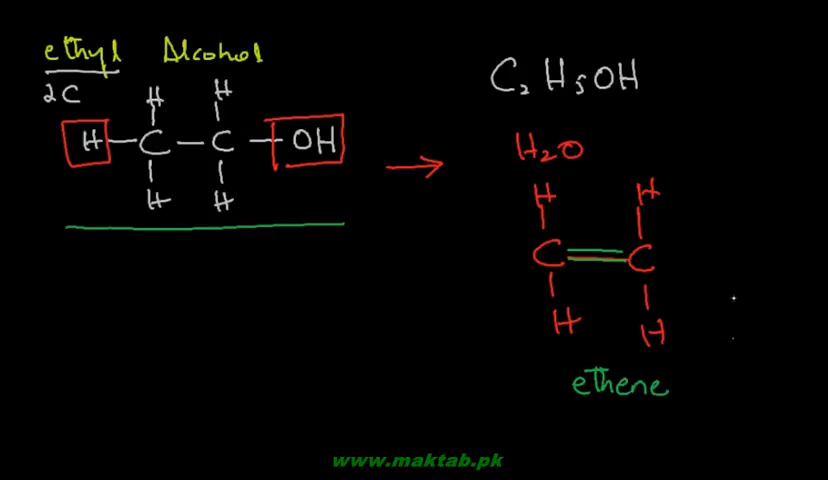 ethyl Alcohol
2C
H H
H — C — C — OH
H H
C₂H₅OH
H₂O
H H
C = C
H H
ethene
www.maktab.pk